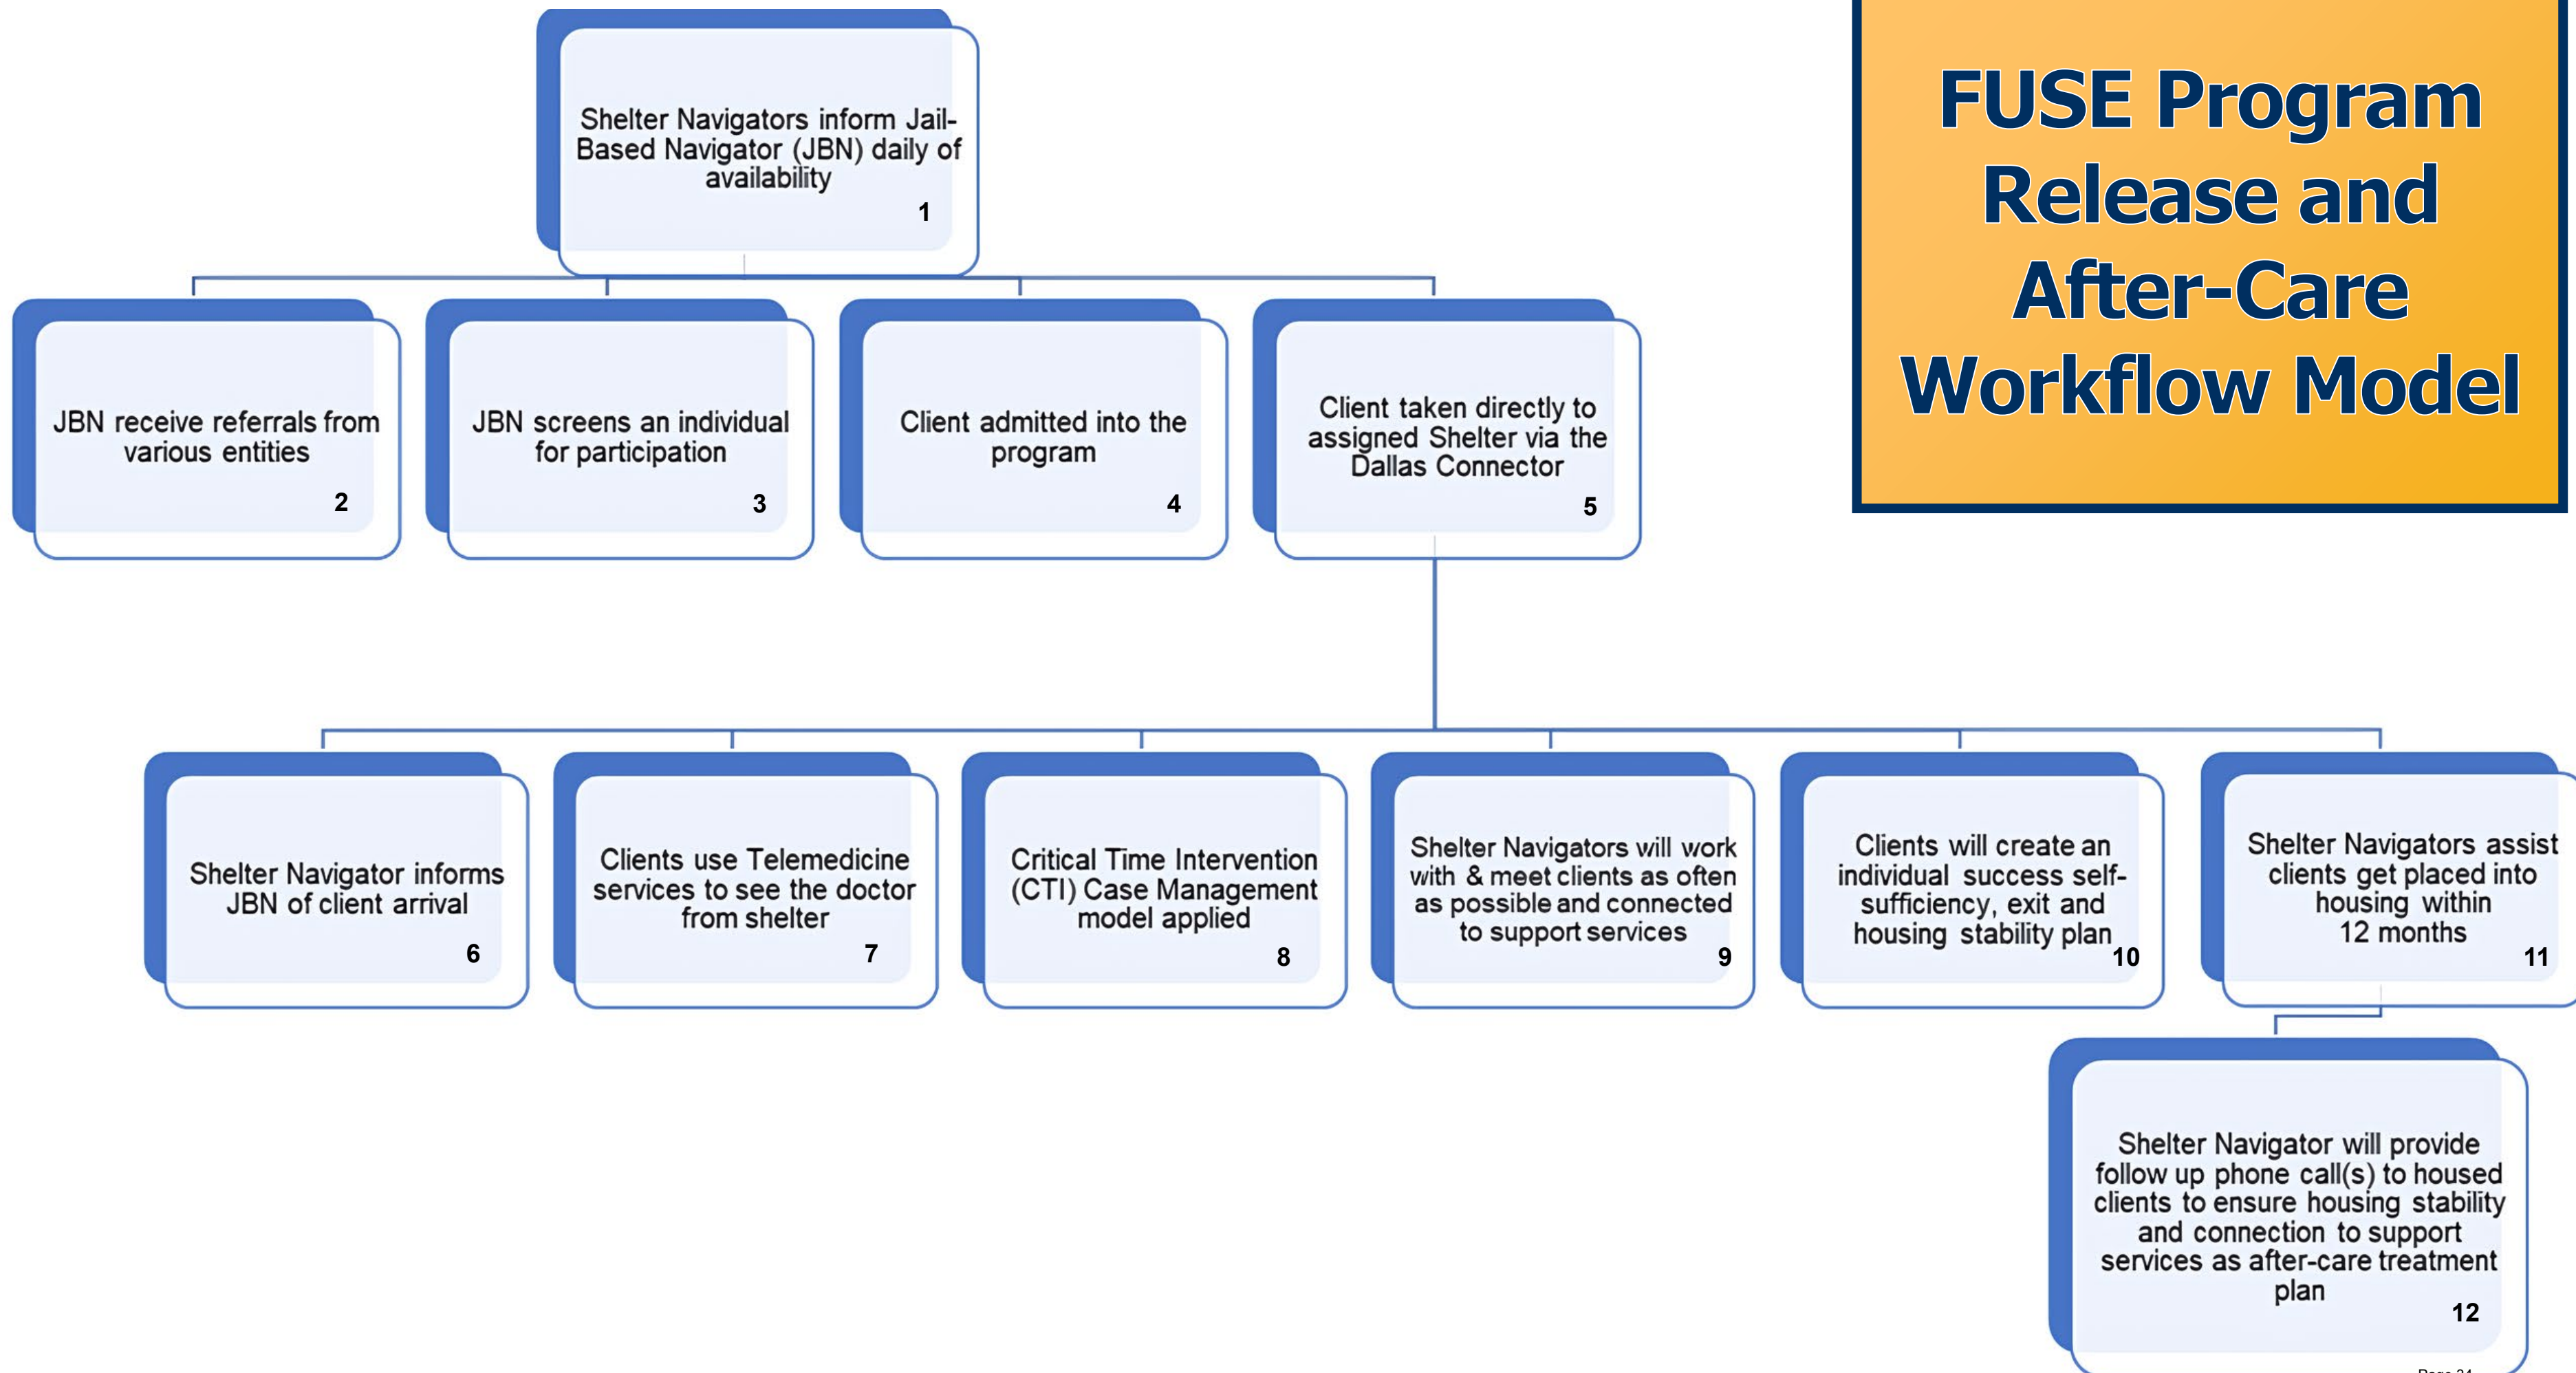 FUSE Program
Release and
After-Care
Workflow Model
Shelter Navigators inform Jail-
Based Navigator (JBN) daily of
availability
1
JBN receive referrals from
various entities
2
JBN screens an individual
for participation
3
Client admitted into the
program
4
Client taken directly to
assigned Shelter via the
Dallas Connector
5
Shelter Navigator informs
JBN of client arrival
6
Clients use Telemedicine
services to see the doctor
from shelter
7
Critical Time Intervention
(CTI) Case Management
model applied
8
Shelter Navigators will work
with & meet clients as often
as possible and connected
to support services
9
Clients will create an
individual success self-
sufficiency, exit and
housing stability plan
10
Shelter Navigators assist
clients get placed into
housing within
12 months
11
Shelter Navigator will provide
follow up phone call(s) to housed
clients to ensure housing stability
and connection to support
services as after-care treatment
plan
12